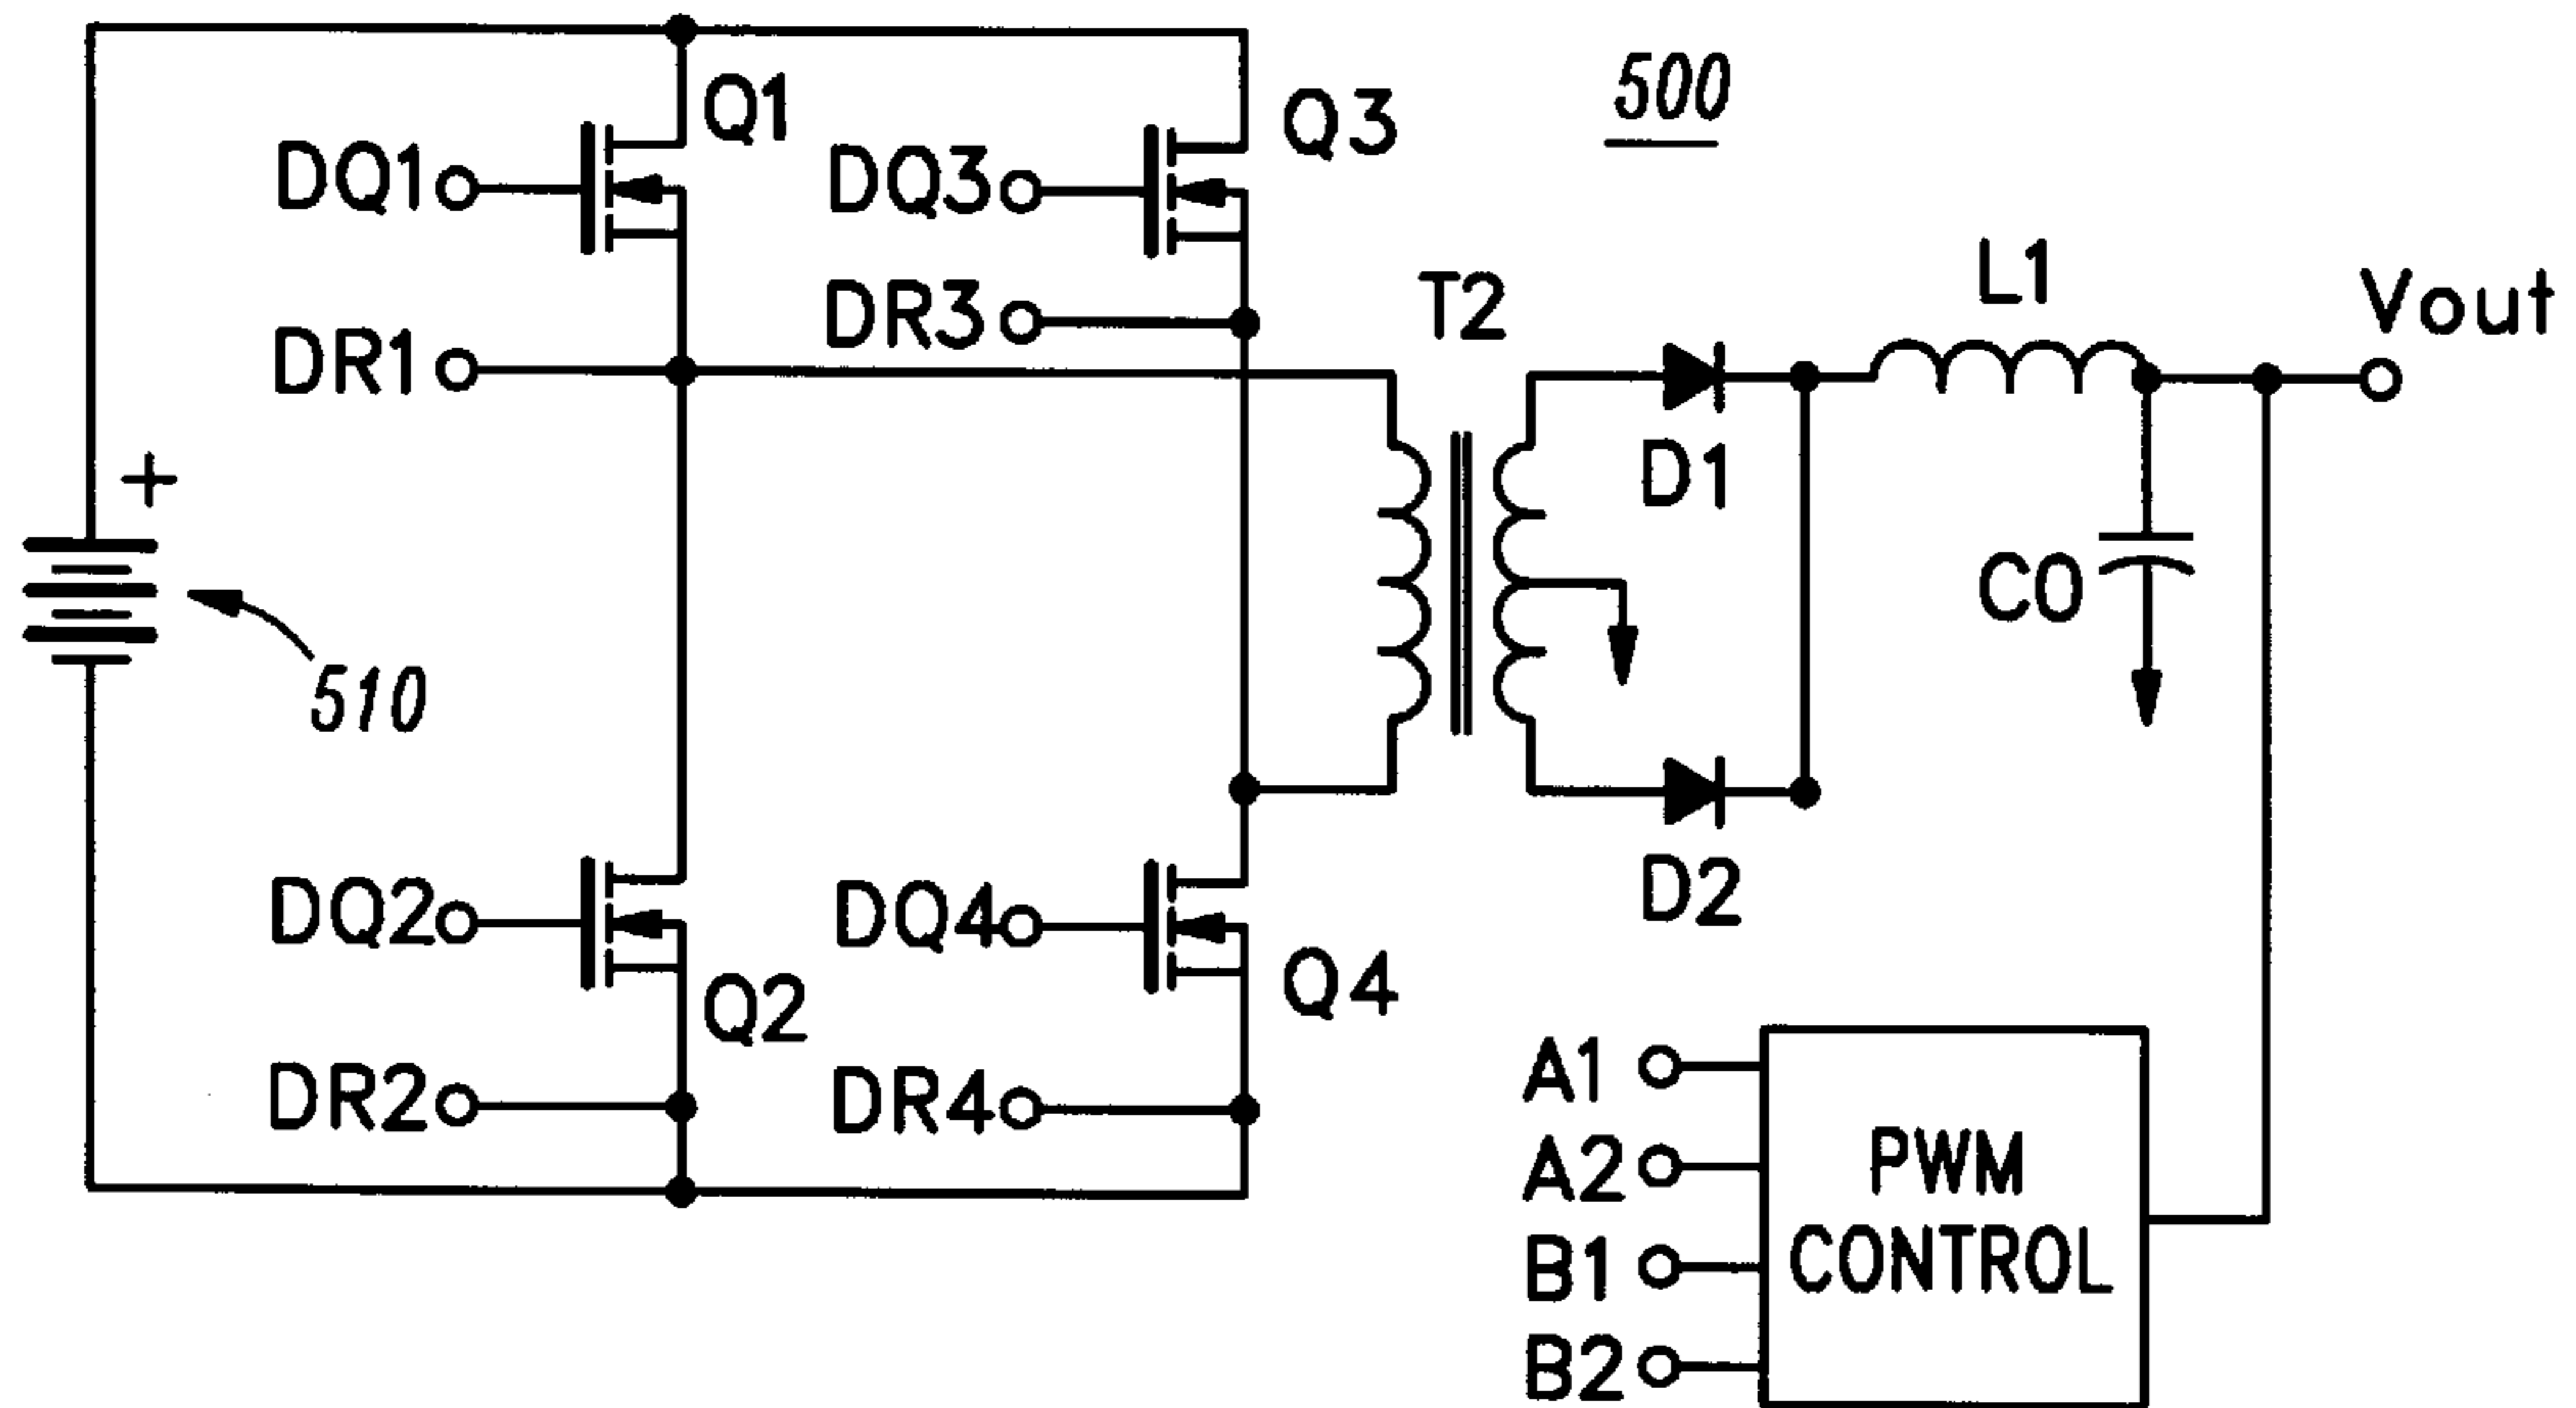 500
Q1
Q3
DQ1
DQ3
DR3
DR1
T2
L1
Vout
+
D1
C0
510
DQ2
DQ4
D2
Q2
Q4
DR2
DR4
A1
A2
B1
B2
PWM
CONTROL